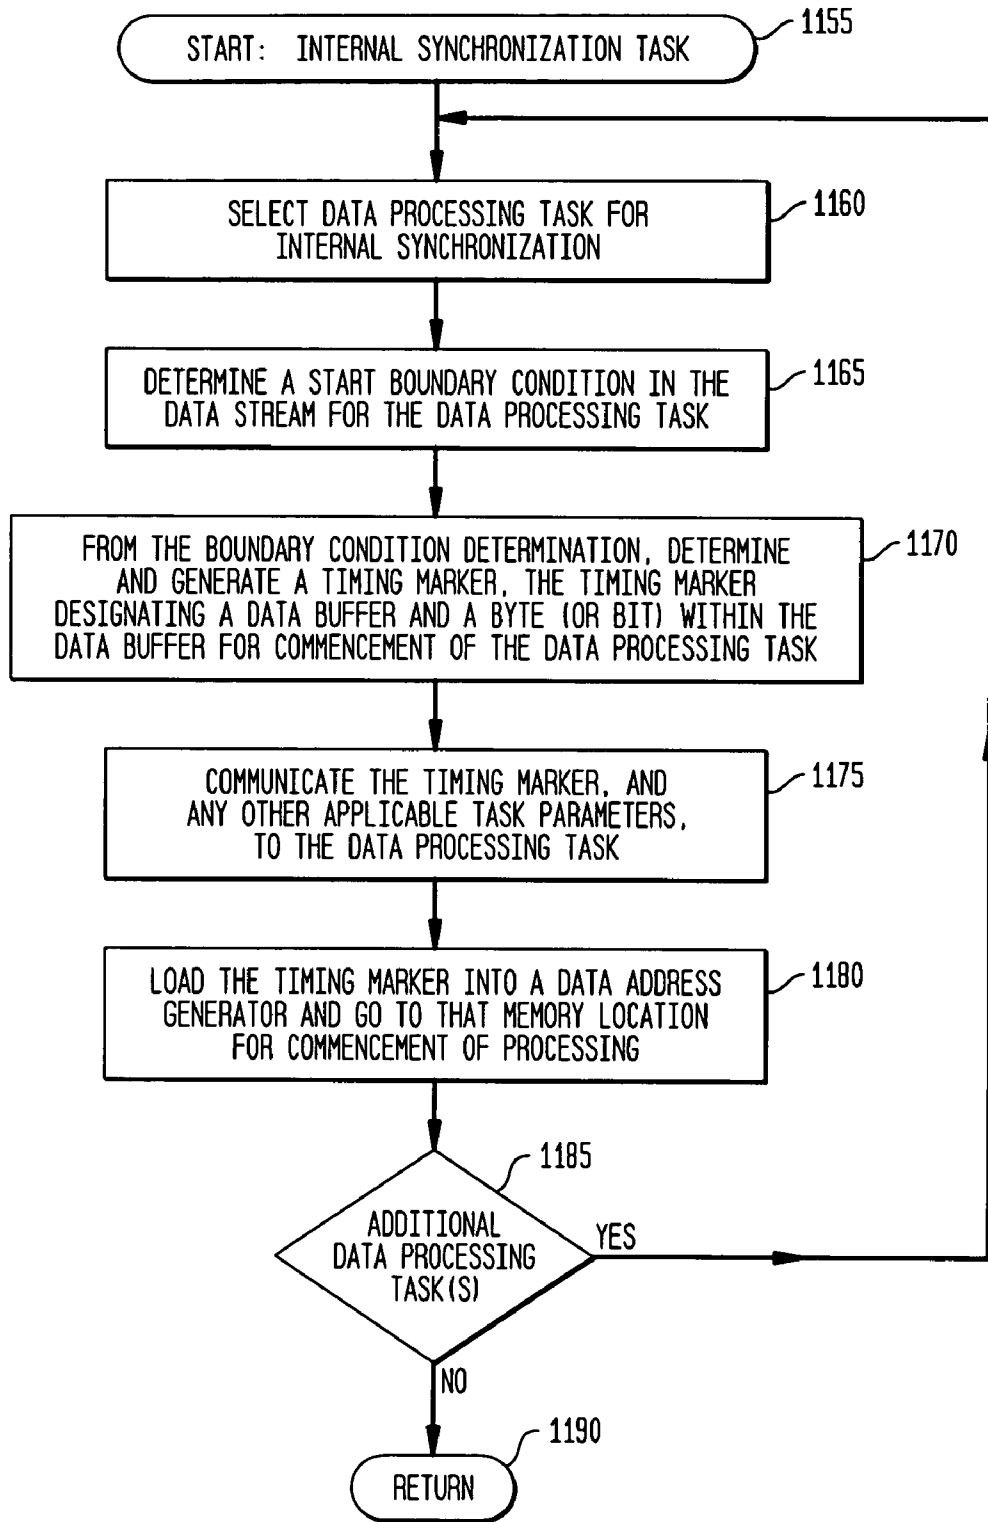 1155
START: INTERNAL SYNCHRONIZATION TASK
1160
SELECT DATA PROCESSING TASK FOR
INTERNAL SYNCHRONIZATION
1165
DETERMINE A START BOUNDARY CONDITION IN THE
DATA STREAM FOR THE DATA PROCESSING TASK
1170
FROM THE BOUNDARY CONDITION DETERMINATION, DETERMINE
AND GENERATE A TIMING MARKER, THE TIMING MARKER
DESIGNATING A DATA BUFFER AND A BYTE (OR BIT) WITHIN THE
DATA BUFFER FOR COMMENCEMENT OF THE DATA PROCESSING TASK
1175
COMMUNICATE THE TIMING MARKER, AND
ANY OTHER APPLICABLE TASK PARAMETERS,
TO THE DATA PROCESSING TASK
1180
LOAD THE TIMING MARKER INTO A DATA ADDRESS
GENERATOR AND GO TO THAT MEMORY LOCATION
FOR COMMENCEMENT OF PROCESSING
1185
ADDITIONAL
DATA PROCESSING
TASK(S)
YES
NO
1190
RETURN